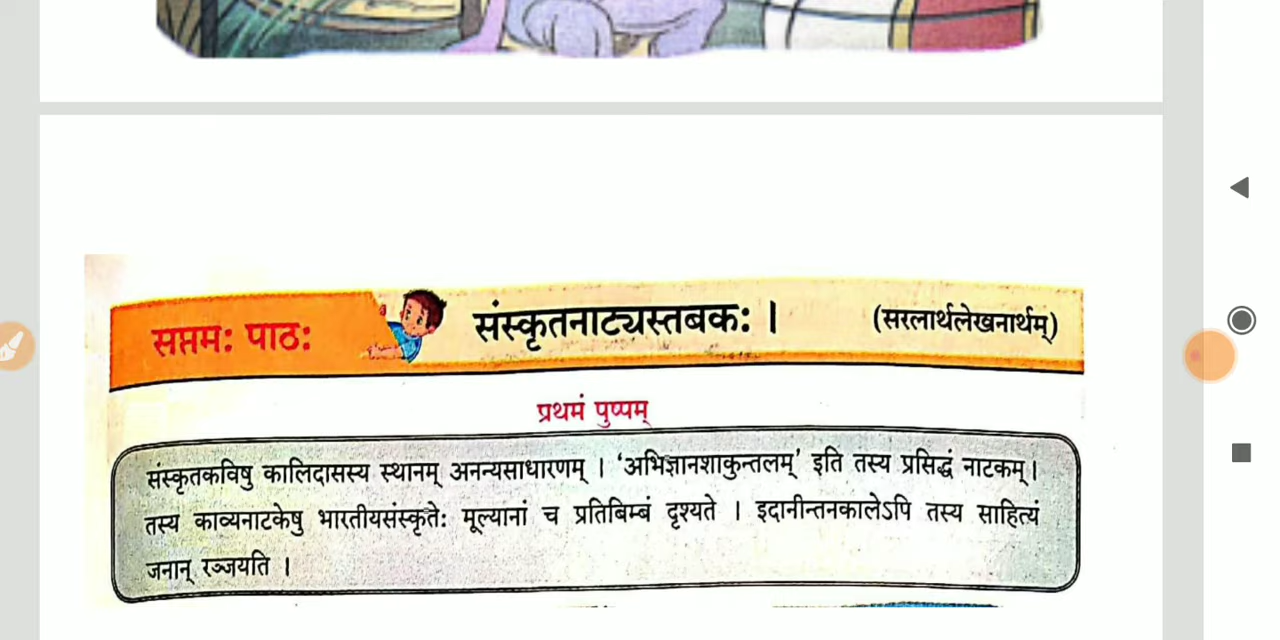 सप्तमः पाठः
संस्कृतनाट्यस्तबकः ।
(सरलार्थलेखनार्थम्)
प्रथमं पुष्पम्
संस्कृतकविषु कालिदासस्य स्थानम् अनन्यसाधारणम् । ‘अभिज्ञानशाकुन्तलम्’ इति तस्य प्रसिद्धं नाटकम् ।
तस्य काव्यनाटकेषु भारतीयसंस्कृतेः मूल्यानां च प्रतिबिम्बं दृश्यते । इदानीन्तनकालेऽपि तस्य साहित्यं
जनान् रञ्जयति ।